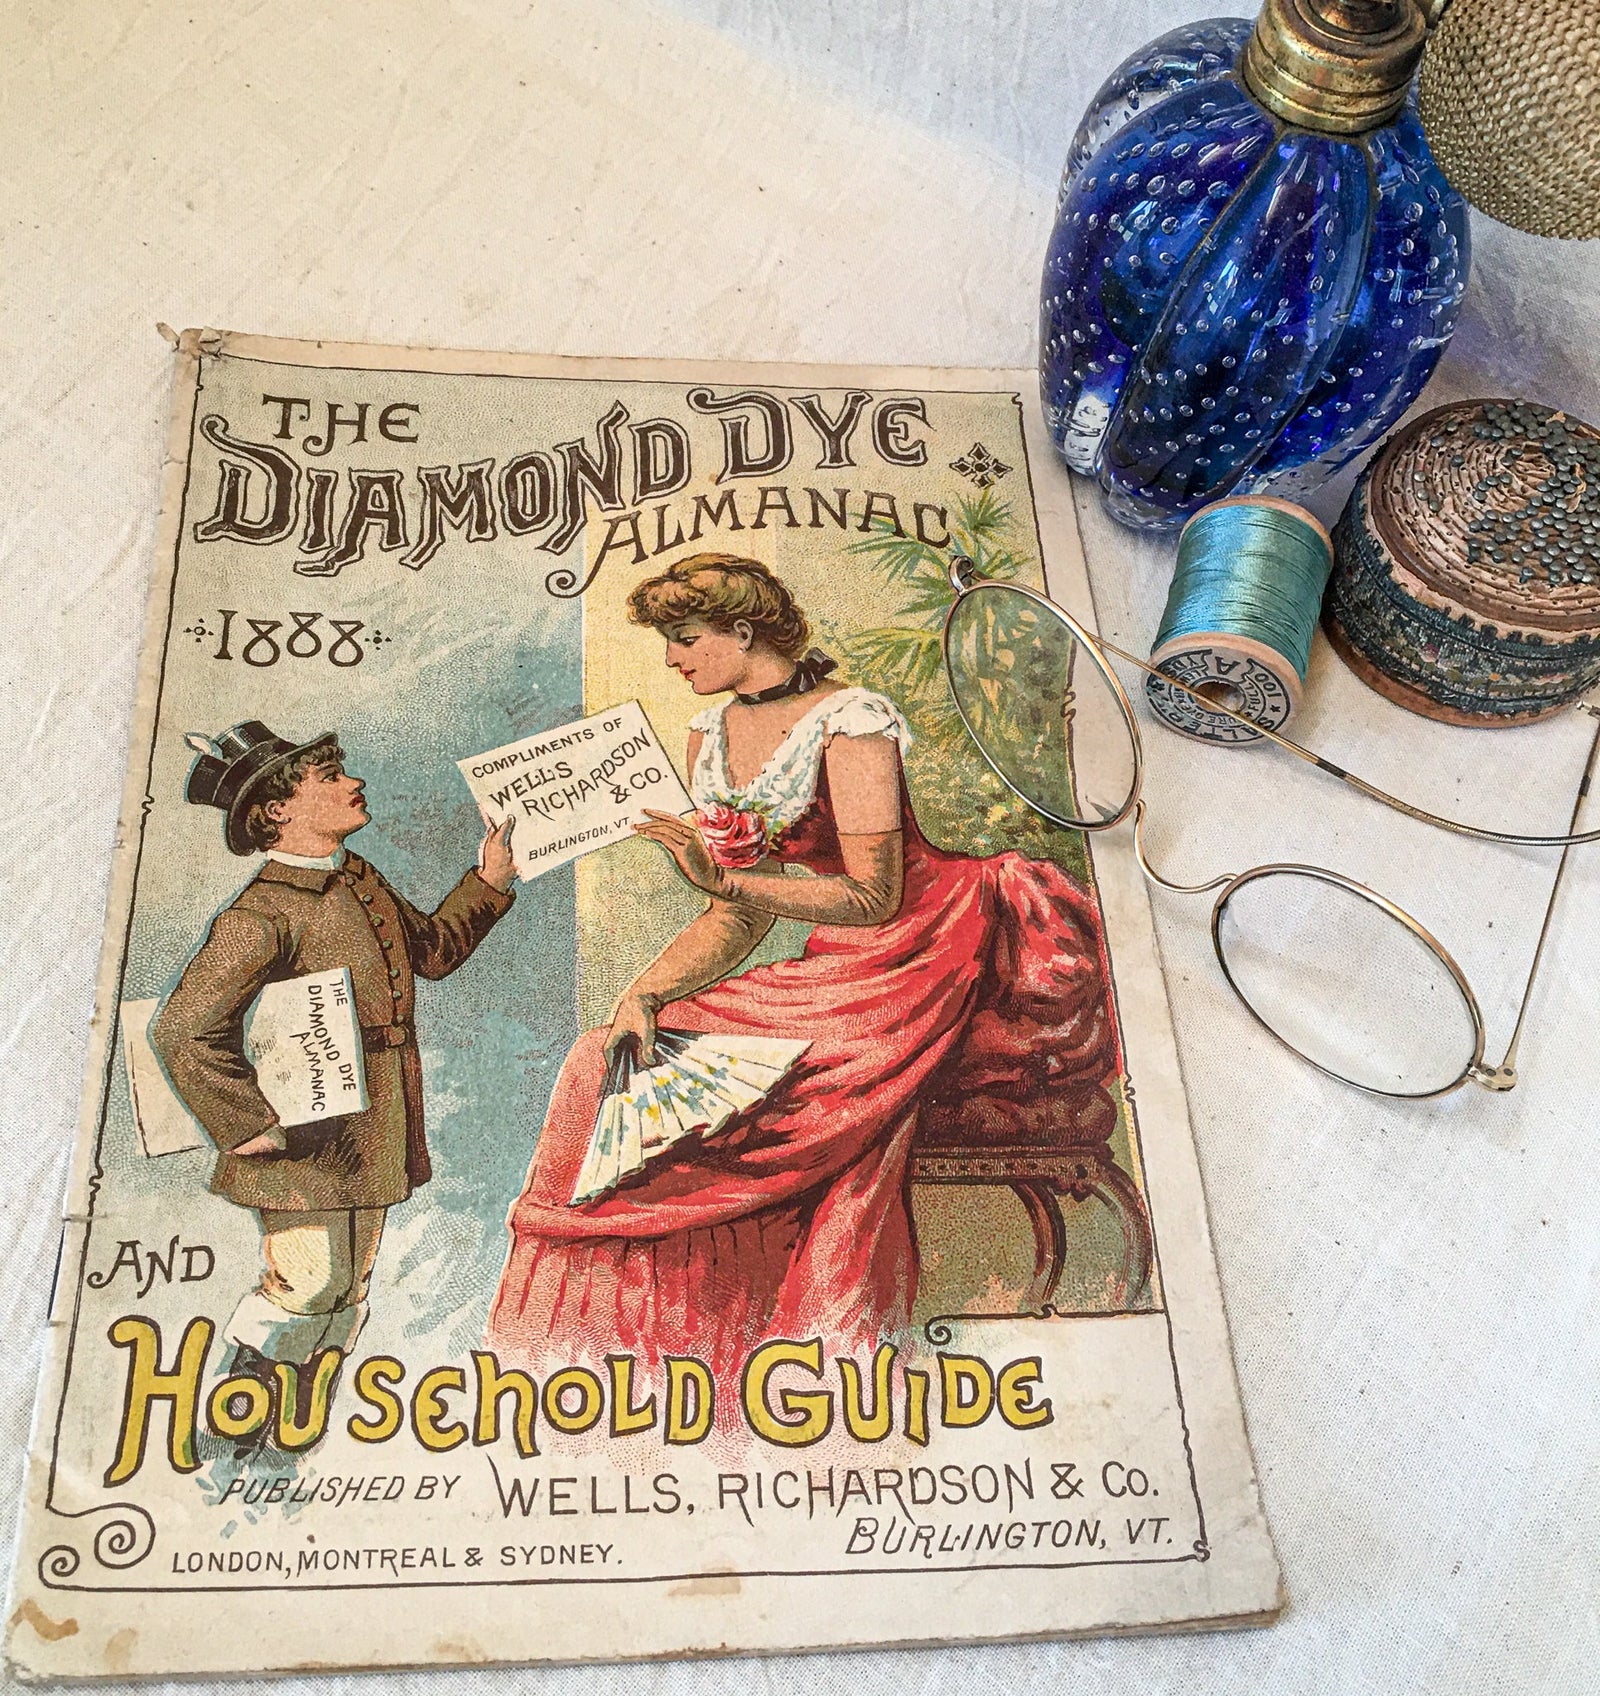 THE
DIAMOND DYE
ALMANAC
1888
COMPLIMENTS OF
WELLS
RICHARDSON
& CO.
BURLINGTON, VT.
THE
DIAMOND DYE
ALMANAC
AND
HOUSEHOLD GUIDE
PUBLISHED BY WELLS, RICHARDSON & Co.
BURLINGTON, VT.
LONDON, MONTREAL & SYDNEY.
A
100